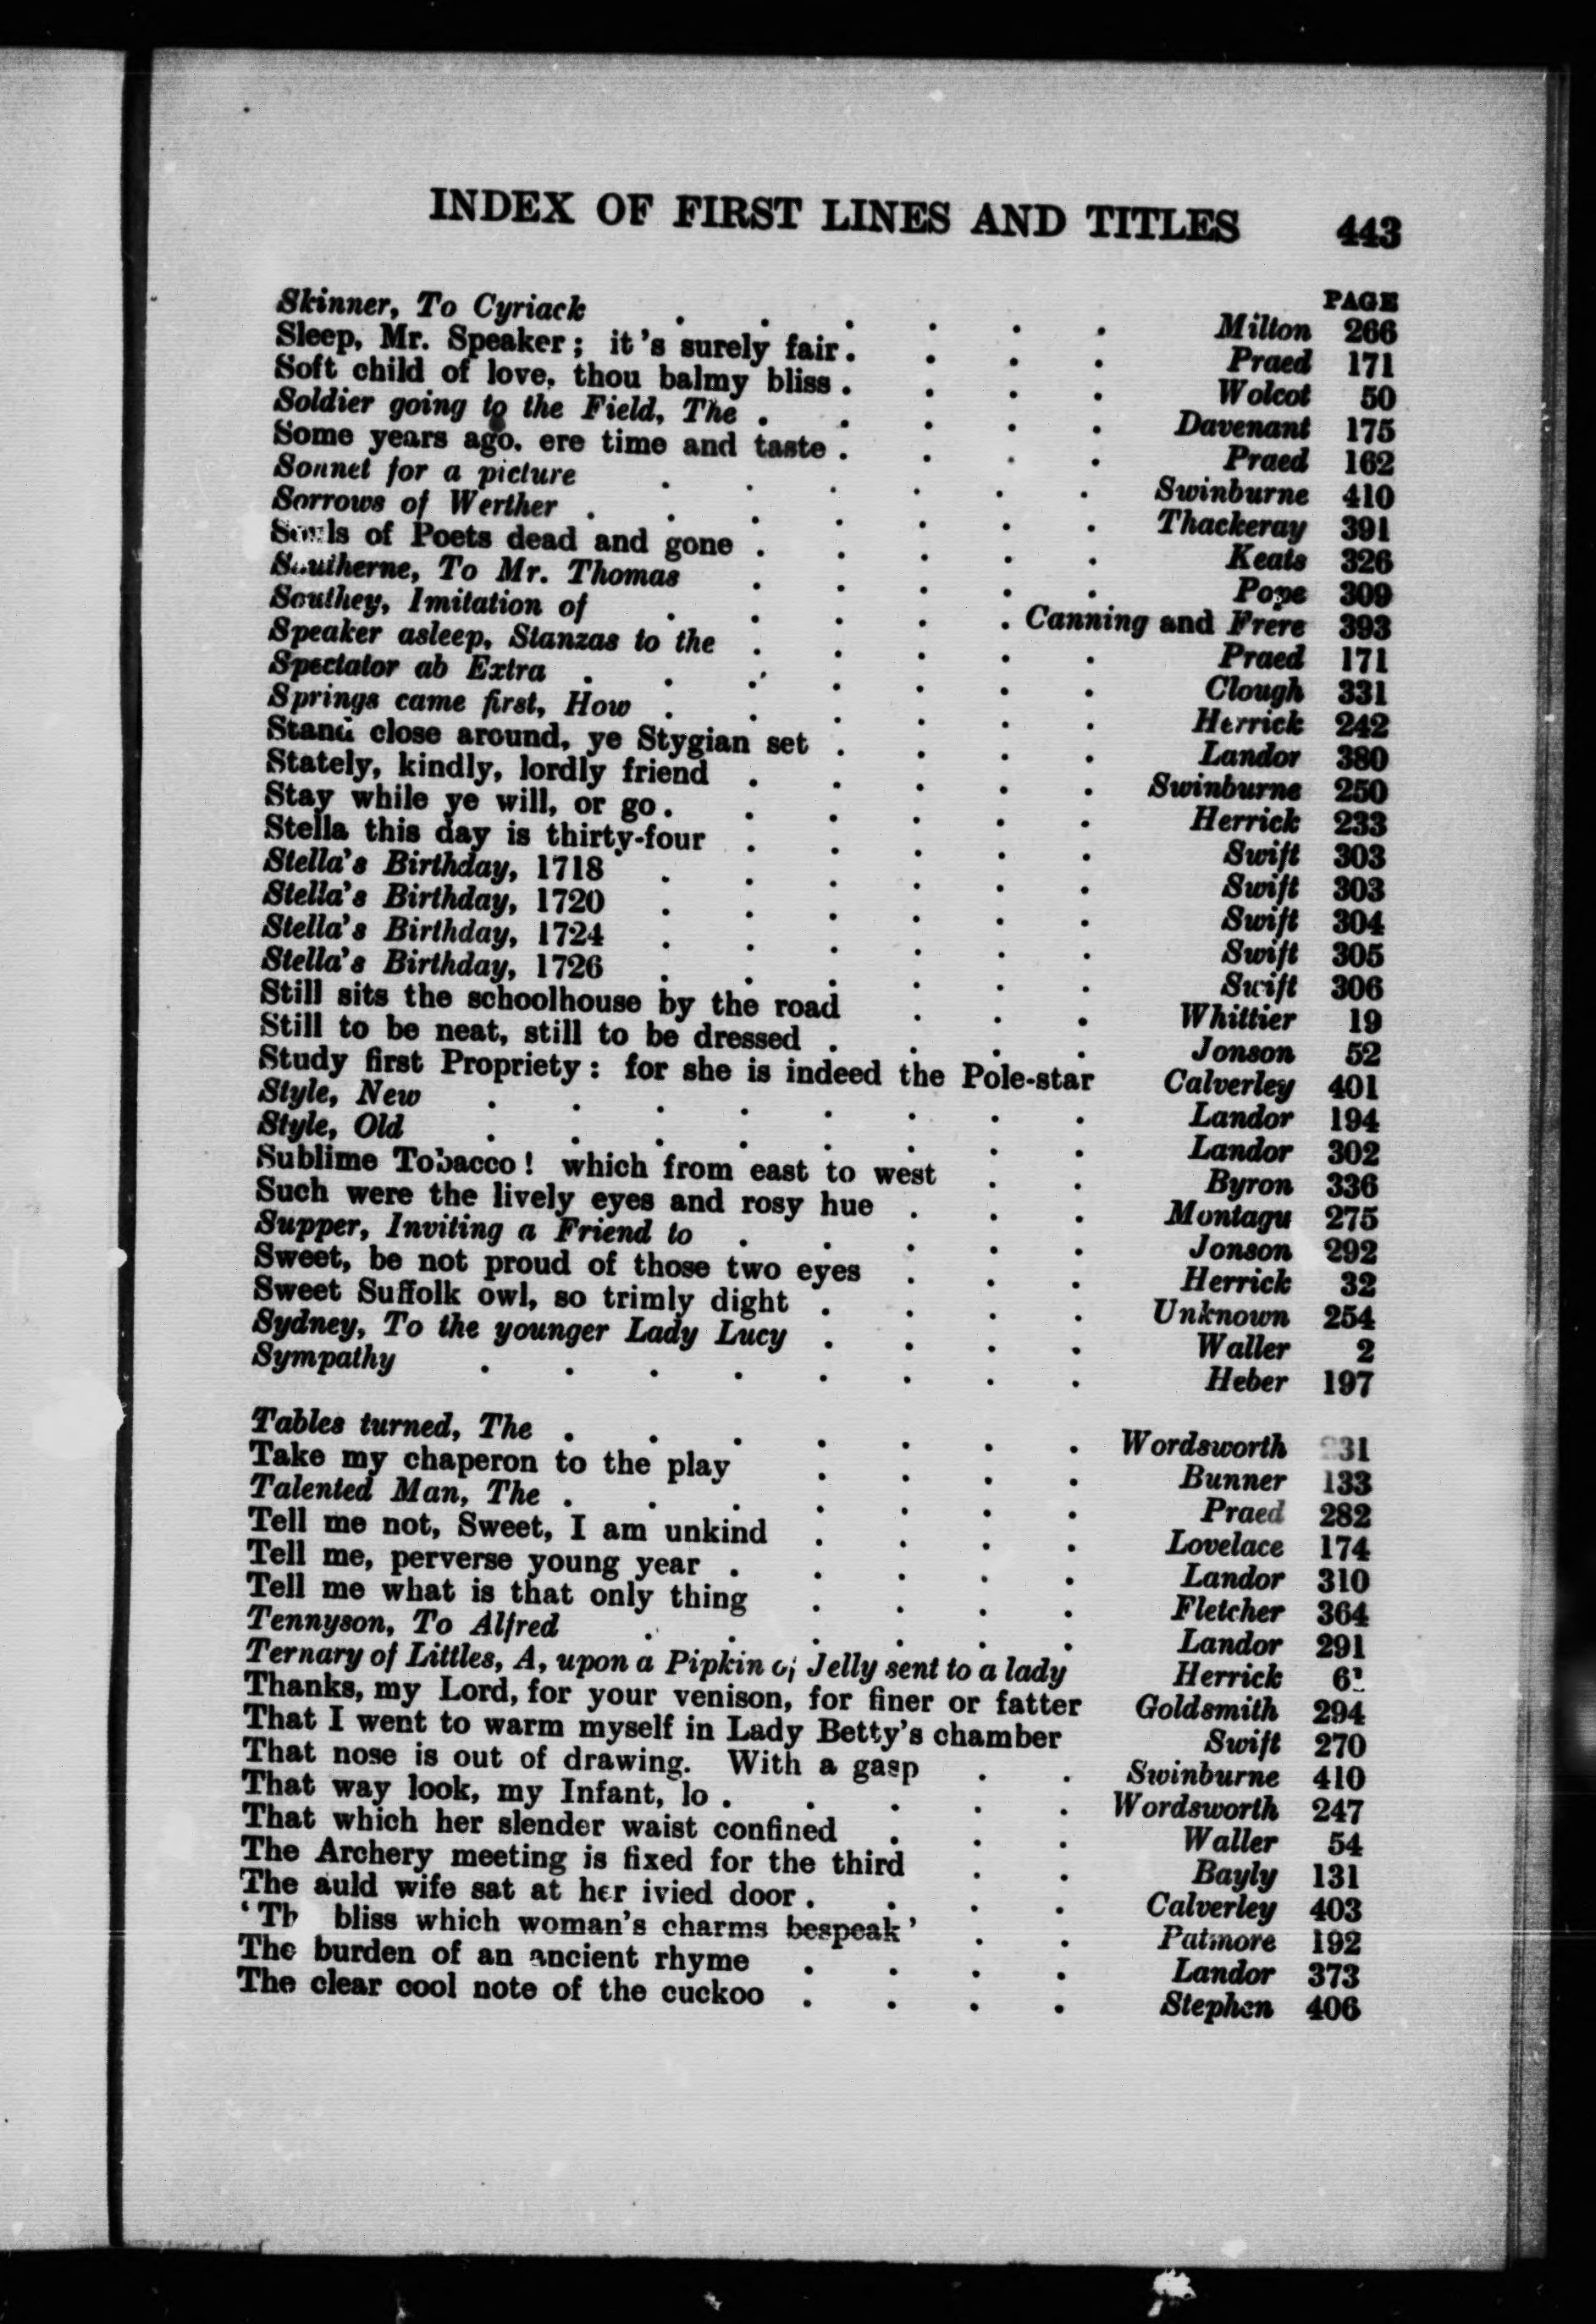 INDEX OF FIRST LINES AND TITLES 443
PAGE
Skinner, To Cyriack . . . . . . Milton 266
Sleep, Mr. Speaker; it's surely fair . . . . Praed 171
Soft child of love, thou balmy bliss . . . . Wolcot 50
Soldier going to the Field, The . . . . . Davenant 175
Some years ago, ere time and taste . . . . Praed 162
Sonnet for a picture . . . . . . Swinburne 410
Sorrows of Werther . . . . . . . Thackeray 391
Souls of Poets dead and gone . . . . . Keats 326
Southerne, To Mr. Thomas . . . . . Pope 309
Southey, Imitation of . . . . . Canning and Frere 393
Speaker asleep, Stanzas to the . . . . . Praed 171
Spectator ab Extra . . . . . . . Clough 331
Springs came first, How . . . . . . Herrick 242
Stand close around, ye Stygian set . . . . Landor 380
Stately, kindly, lordly friend . . . . . Swinburne 250
Stay while ye will, or go . . . . . . Herrick 233
Stella this day is thirty-four . . . . . Swift 303
Stella's Birthday, 1718 . . . . . . Swift 303
Stella's Birthday, 1720 . . . . . . Swift 304
Stella's Birthday, 1724 . . . . . . Swift 305
Stella's Birthday, 1726 . . . . . . Swift 306
Still sits the schoolhouse by the road . . . Whittier 19
Still to be neat, still to be dressed . . . . Jonson 52
Study first Propriety: for she is indeed the Pole-star Calverley 401
Style, New . . . . . . . . Landor 194
Style, Old . . . . . . . . Landor 302
Sublime Tobacco! which from east to west . . Byron 336
Such were the lively eyes and rosy hue . . . Montagu 275
Supper, Inviting a Friend to . . . . . Jonson 292
Sweet, be not proud of those two eyes . . . Herrick 32
Sweet Suffolk owl, so trimly dight . . . . Unknown 254
Sydney, To the younger Lady Lucy . . . . Waller 2
Sympathy . . . . . . . . Heber 197
Tables turned, The . . . . . . . Wordsworth 31
Take my chaperon to the play . . . . Bunner 133
Talented Man, The . . . . . . . Praed 282
Tell me not, Sweet, I am unkind . . . . Lovelace 174
Tell me, perverse young year . . . . . Landor 310
Tell me what is that only thing . . . . Fletcher 364
Tennyson, To Alfred . . . . . . Landor 291
Ternary of Littles, A, upon a Pipkin of Jelly sent to a lady Herrick
Thanks, my Lord, for your venison, for finer or fatter Goldsmith 294
That I went to warm myself in Lady Betty's chamber Swift 270
That nose is out of drawing. With a gasp . . Swinburne 410
That way look, my Infant, lo . . . . . Wordsworth 247
That which her slender waist confined . . . Waller 54
The Archery meeting is fixed for the third . . Bayly 131
The auld wife sat at her ivied door . . . . Calverley 403
'Th bliss which woman's charms bespeak' . . Patmore 192
The burden of an ancient rhyme . . . . Landor 373
The clear cool note of the cuckoo . . . . Stephen 406